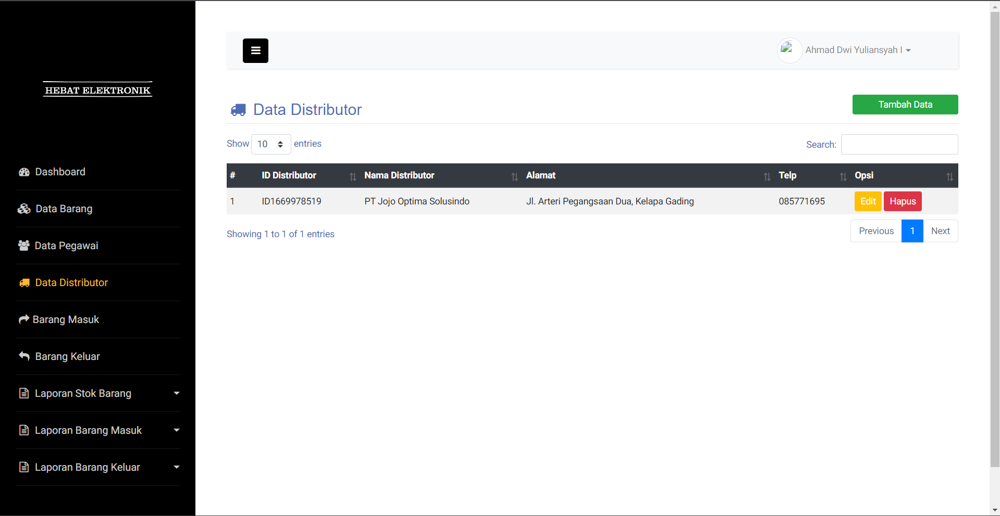 HEBAT ELEKTRONIK
Dashboard
Data Barang
Data Pegawai
Data Distributor
Barang Masuk
Barang Keluar
Laporan Stok Barang
Laporan Barang Masuk
Laporan Barang Keluar
Ahmad Dwi Yuliansyah I
Data Distributor
Tambah Data
Show 10 entries
Search:
# ID Distributor Nama Distributor Alamat Telp Opsi
1 ID1669978519 PT Jojo Optima Solusindo Jl. Arteri Pegangsaan Dua, Kelapa Gading 085771695 Edit Hapus
Showing 1 to 1 of 1 entries
Previous 1 Next